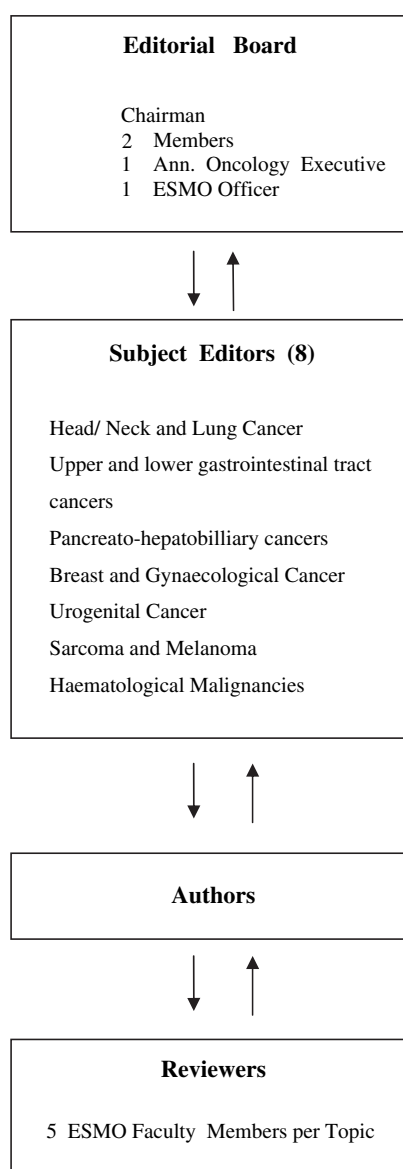 Editorial Board
Chairman
2 Members
1 Ann. Oncology Executive
1 ESMO Officer
Subject Editors (8)
Head/ Neck and Lung Cancer
Upper and lower gastrointestinal tract
cancers
Pancreato-hepatobilliary cancers
Breast and Gynaecological Cancer
Urogenital Cancer
Sarcoma and Melanoma
Haematological Malignancies
Authors
Reviewers
5 ESMO Faculty Members per Topic